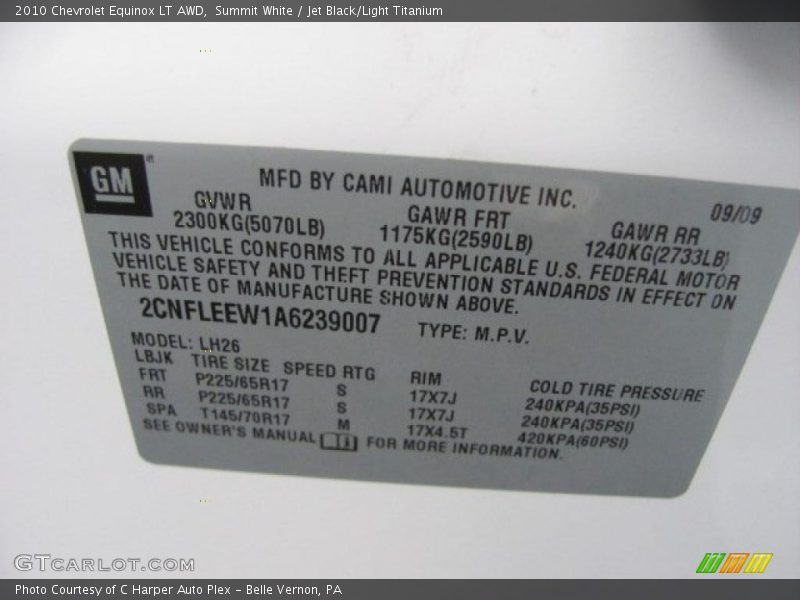 2010 Chevrolet Equinox LT AWD, Summit White / Jet Black/Light Titanium
GM
MFD BY CAMI AUTOMOTIVE INC.
09/09
GVWR GAWR FRT GAWR RR
2300KG(5070LB) 1175KG(2590LB) 1240KG(2733LB)
THIS VEHICLE CONFORMS TO ALL APPLICABLE U.S. FEDERAL MOTOR
VEHICLE SAFETY AND THEFT PREVENTION STANDARDS IN EFFECT ON
THE DATE OF MANUFACTURE SHOWN ABOVE.
2CNFLEEW1A6239007 TYPE: M.P.V.
MODEL: LH26
LBJK TIRE SIZE SPEED RTG RIM COLD TIRE PRESSURE
FRT P225/65R17 S 17X7J 240KPA(35PSI)
RR P225/65R17 S 17X7J 240KPA(35PSI)
SPA T145/70R17 M 17X4.5T 420KPA(60PSI)
SEE OWNER'S MANUAL FOR MORE INFORMATION.
GTCARLOT.COM
Photo Courtesy of C Harper Auto Plex - Belle Vernon, PA